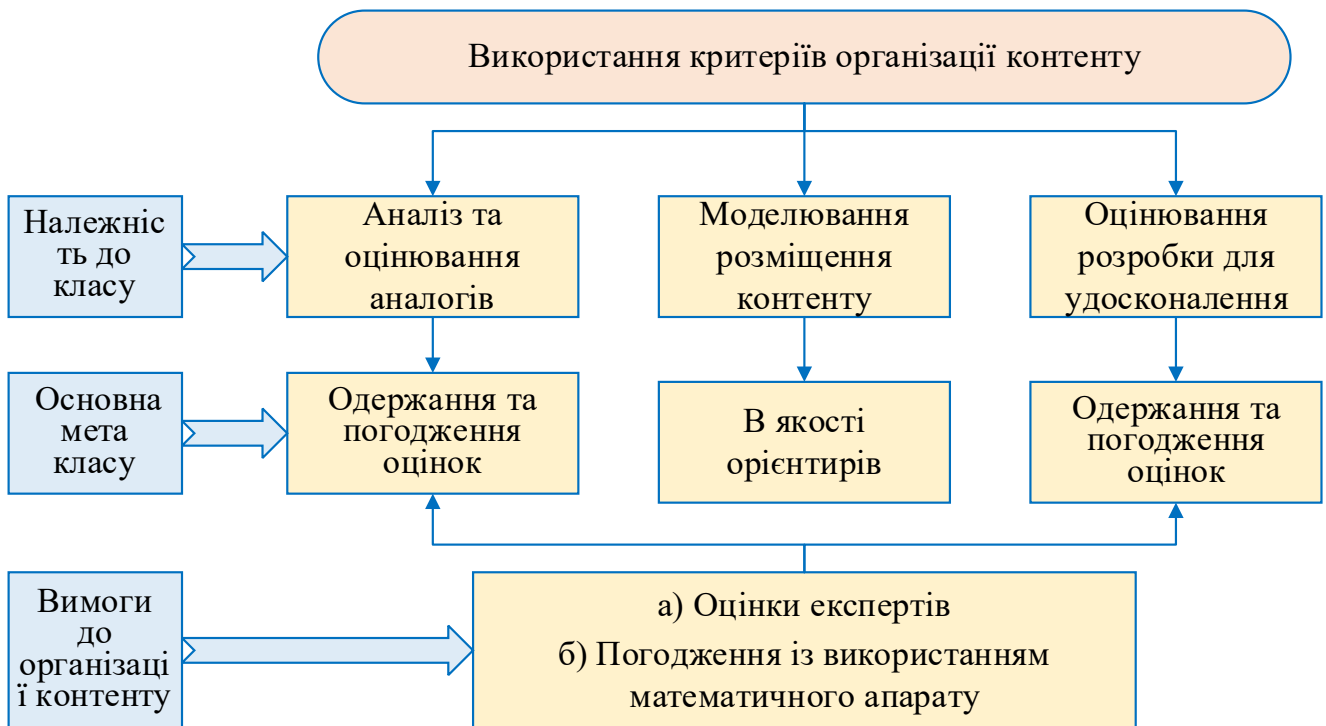 Використання критеріїв організації контенту
Належніс
ть до
класу
Аналіз та
оцінювання
аналогів
Моделювання
розміщення
контенту
Оцінювання
розробки для
удосконалення
Основна
мета
класу
Одержання та
погодження
оцінок
В якості
орієнтирів
Одержання та
погодження
оцінок
Вимоги
до
організаці
ї контенту
а) Оцінки експертів
б) Погодження із використанням
математичного апарату